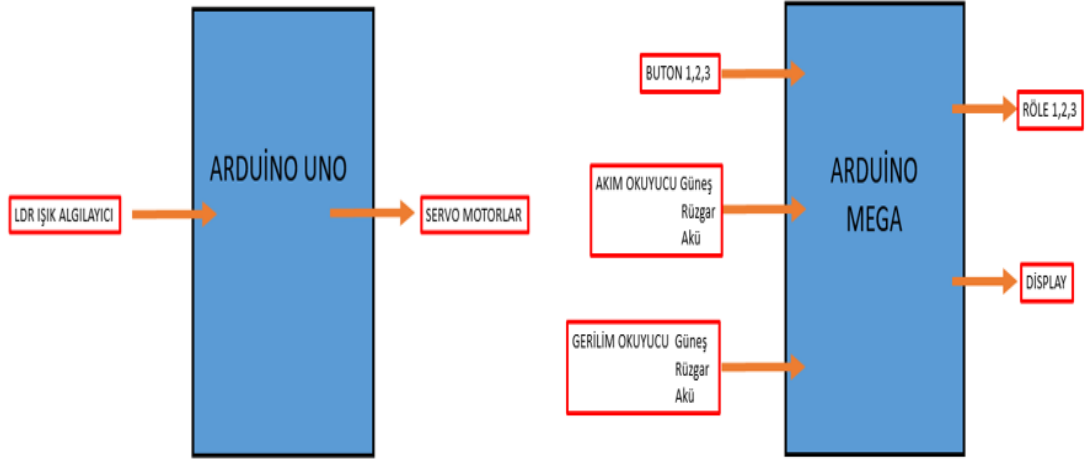 ARDUİNO UNO
LDR IŞIK ALGILAYICI
SERVO MOTORLAR
BUTON 1,2,3
AKIM OKUYUCU Güneş
Rüzgar
Akü
GERİLİM OKUYUCU Güneş
Rüzgar
Akü
ARDUİNO
MEGA
RÖLE 1,2,3
DİSPLAY